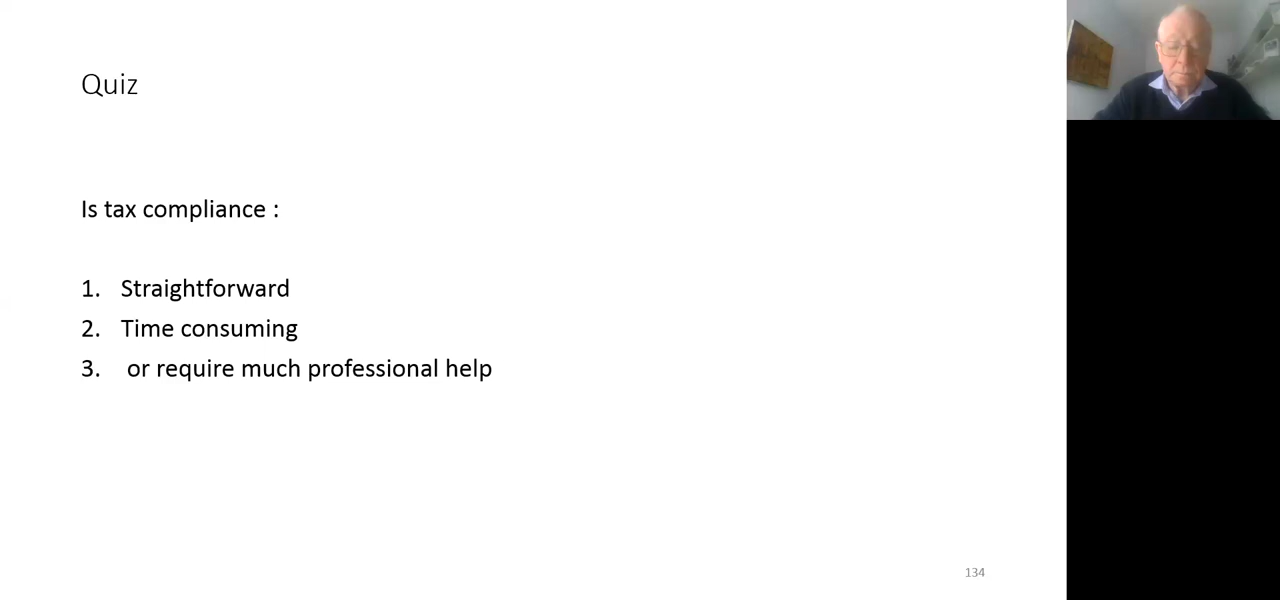 Quiz
Is tax compliance :
1. Straightforward
2. Time consuming
3. or require much professional help
134